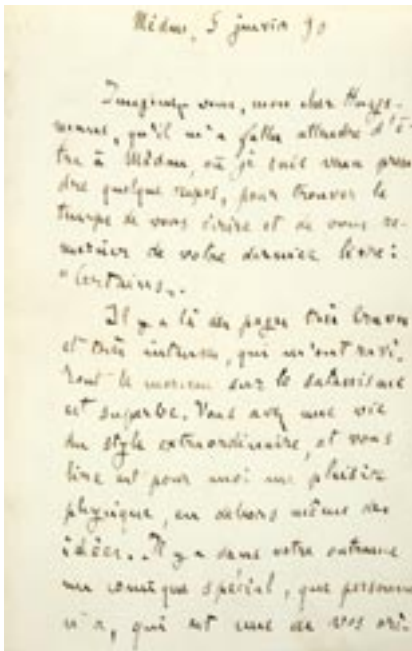 Médan, 5 janvier 90
Imaginez vous, mon cher Huys-
mans, qu'il m'a fallu attendre d'ê-
tre à Médan, où je suis venu pren-
dre quelque repos, pour trouver le
temps de vous écrire et de vous re-
mercier de votre dernier livre :
"Certains".
Il y a là des pages très braves
et très intenses, qui m'ont ravi.
Tout le morceau sur le satanisme
est superbe. Vous avez une vie
du style extraordinaire, et vous
lire est pour moi un plaisir
physique, en dehors même des
idées. Il y a dans votre outrance
un comique spécial, que personne
n'a, qui est une de vos ori-